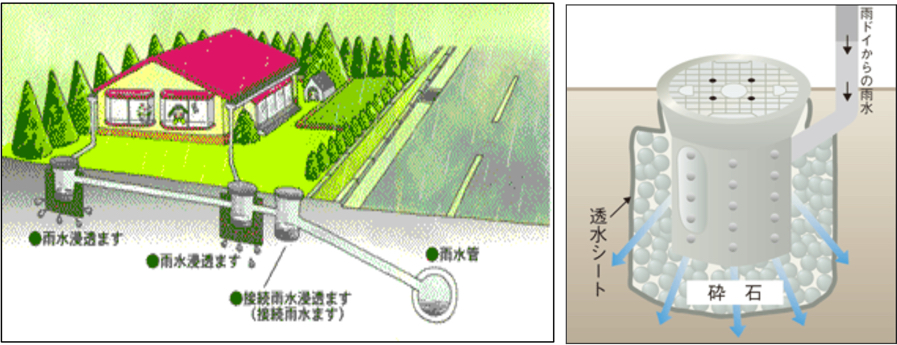 ●雨水浸透ます
●雨水浸透ます
●雨水管
●接続雨水浸透ます
(接続雨水ます)
雨ドイからの雨水
透水シート
砕 石